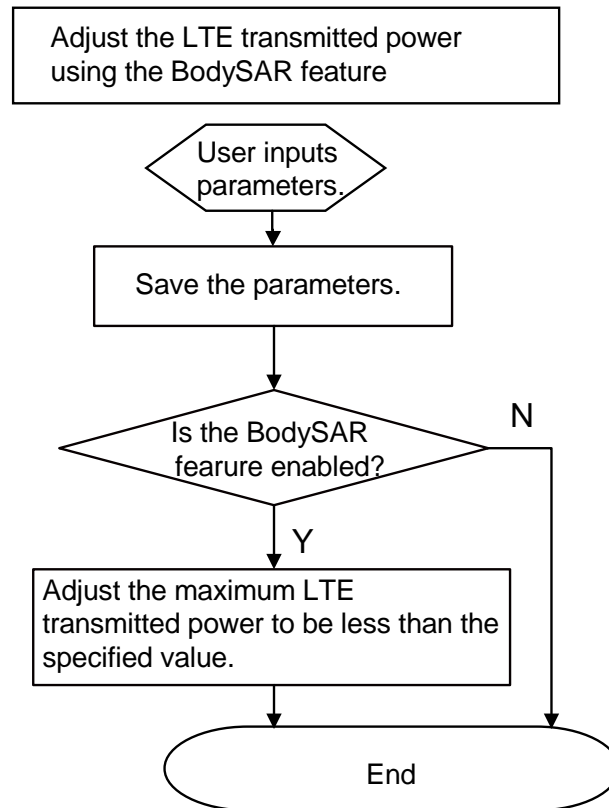 Adjust the LTE transmitted power
using the BodySAR feature
User inputs
parameters.
Save the parameters.
Is the BodySAR
fearure enabled?
N
Y
Adjust the maximum LTE
transmitted power to be less than the
specified value.
End